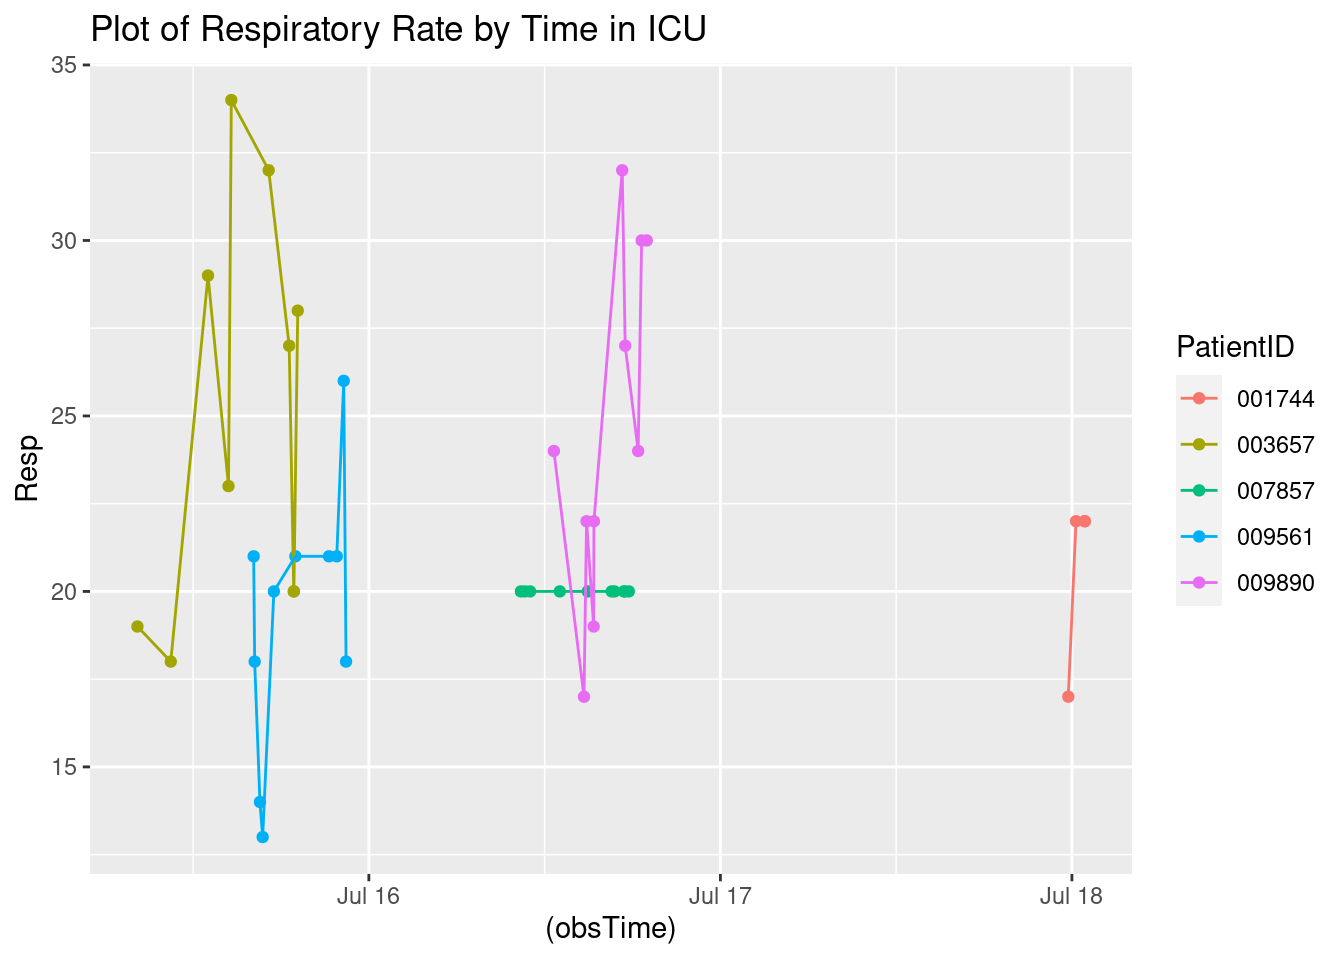 Plot of Respiratory Rate by Time in ICU
35
30
25
20
15
Resp
Jul 16
Jul 17
Jul 18
(obsTime)
PatientID
001744
003657
007857
009561
009890